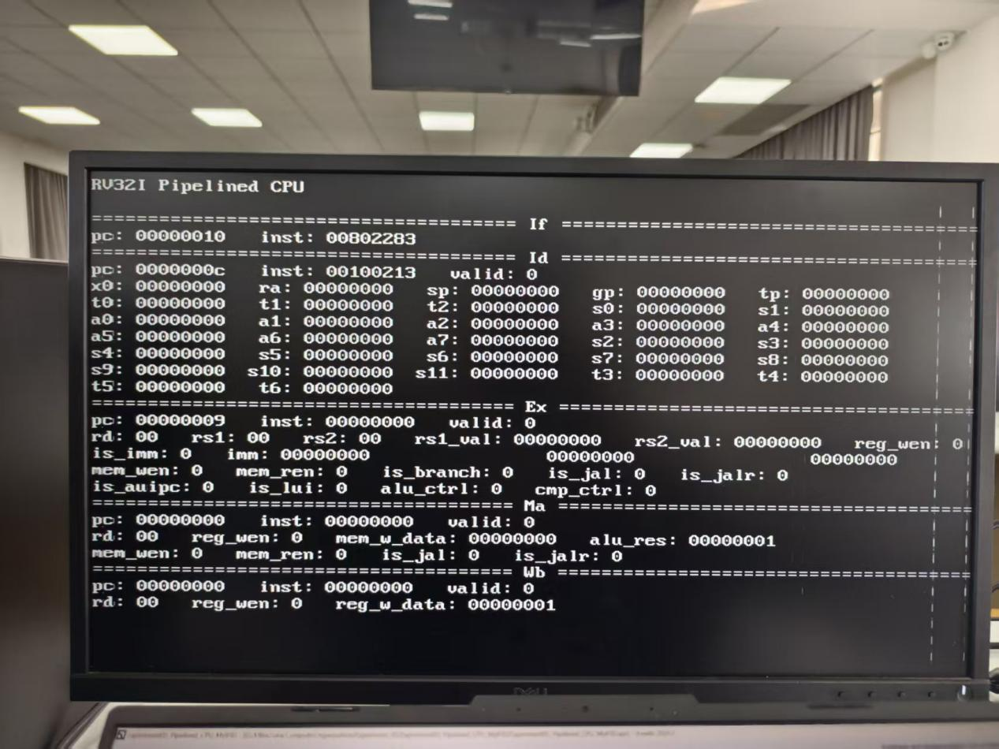 RV32I Pipelined CPU
================================== If ==================================
pc: 00000010 inst: 00802283
================================== Id ==================================
pc: 0000000c inst: 00100213 valid: 0
x0: 00000000 ra: 00000000 sp: 00000000 gp: 00000000 tp: 00000000
t0: 00000000 t1: 00000000 t2: 00000000 s0: 00000000 s1: 00000000
a0: 00000000 a1: 00000000 a2: 00000000 a3: 00000000 a4: 00000000
a5: 00000000 a6: 00000000 a7: 00000000 s2: 00000000 s3: 00000000
s4: 00000000 s5: 00000000 s6: 00000000 s7: 00000000 s8: 00000000
s9: 00000000 s10: 00000000 s11: 00000000 t3: 00000000 t4: 00000000
t5: 00000000 t6: 00000000
================================== Ex ==================================
pc: 00000009 inst: 00000000 valid: 0
rd: 00 rs1: 00 rs2: 00 rs1_val: 00000000 rs2_val: 00000000 reg_wen: 0
is_imm: 0 imm: 00000000 00000000 00000000
mem_wen: 0 mem_ren: 0 is_branch: 0 is_jal: 0 is_jalr: 0
is_auipc: 0 is_lui: 0 alu_ctrl: 0 cmp_ctrl: 0
================================== Ma ==================================
pc: 00000000 inst: 00000000 valid: 0
rd: 00 reg_wen: 0 mem_w_data: 00000000 alu_res: 00000001
mem_wen: 0 mem_ren: 0 is_jal: 0 is_jalr: 0
================================== Wb ==================================
pc: 00000000 inst: 00000000 valid: 0
rd: 00 reg_wen: 0 reg_w_data: 00000001
DELL